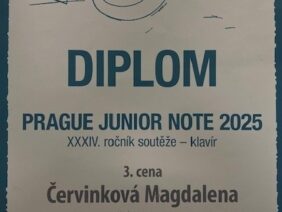 DIPLOM
PRAGUE JUNIOR NOTE 2025
XXXIV. ročník soutěže – klavír
3. cena
Červinková Magdalena